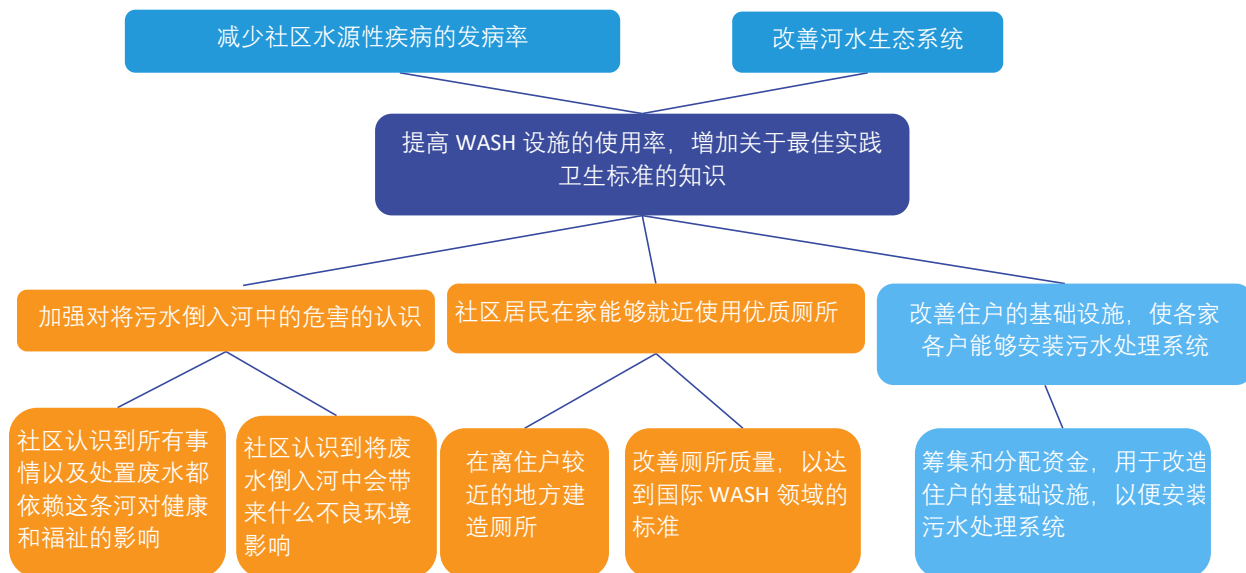 减少社区水源性疾病的发病率
改善河水生态系统
提高 WASH 设施的使用率，增加关于最佳实践
卫生标准的知识
加强对将污水倒入河中的危害的认识
社区居民在家能够就近使用优质厕所
改善住户的基础设施，使各家
各户能够安装污水处理系统
社区认识到所有事
情以及处置废水都
依赖这条河对健康
和福祉的影响
社区认识到将废
水倒入河中会带
来什么不良环境
影响
在离住户较
近的地方建
造厕所
改善厕所质量，以达
到国际 WASH 领域的
标准
筹集和分配资金，用于改造
住户的基础设施，以便安装
污水处理系统